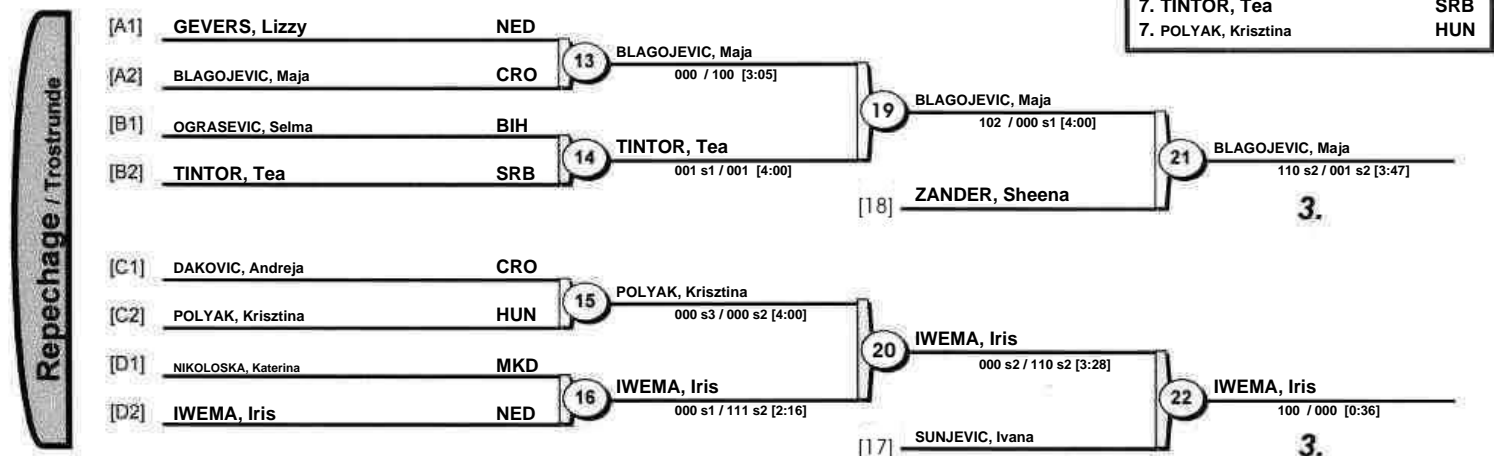 7. TINTOR, Tea SRB
7. POLYAK, Krisztina HUN
Repechage / Trostrunde
[A1] GEVERS, Lizzy NED
13 BLAGOJEVIC, Maja
000 / 100 [3:05]
[A2] BLAGOJEVIC, Maja CRO
19 BLAGOJEVIC, Maja
102 / 000 s1 [4:00]
[B1] OGRASEVIC, Selma BIH
14 TINTOR, Tea
001 s1 / 001 [4:00]
21 BLAGOJEVIC, Maja
110 s2 / 001 s2 [3:47]
[B2] TINTOR, Tea SRB
[18] ZANDER, Sheena
3.
[C1] DAKOVIC, Andreja CRO
15 POLYAK, Krisztina
000 s3 / 000 s2 [4:00]
[C2] POLYAK, Krisztina HUN
20 IWEMA, Iris
000 s2 / 110 s2 [3:28]
[D1] NIKOLOSKA, Katerina MKD
16 IWEMA, Iris
000 s1 / 111 s2 [2:16]
22 IWEMA, Iris
100 / 000 [0:36]
[D2] IWEMA, Iris NED
[17] SUNJEVIC, Ivana
3.